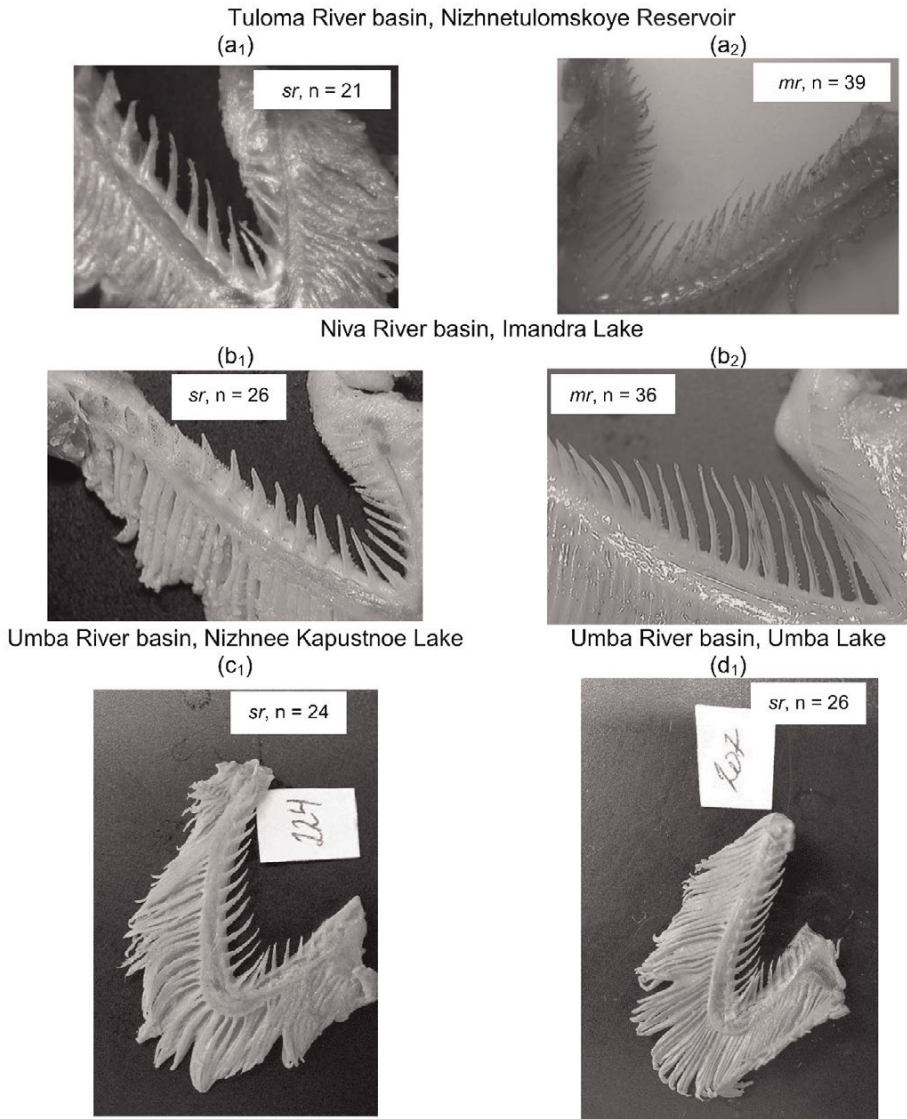 Tuloma River basin, Nizhnetulomskoye Reservoir
(a₁) (a₂)
sr, n = 21
mr, n = 39
Niva River basin, Imandra Lake
(b₁) (b₂)
sr, n = 26
mr, n = 36
Umba River basin, Nizhnee Kapustnoe Lake
(c₁)
sr, n = 24
224
Umba River basin, Umba Lake
(d₁)
sr, n = 26